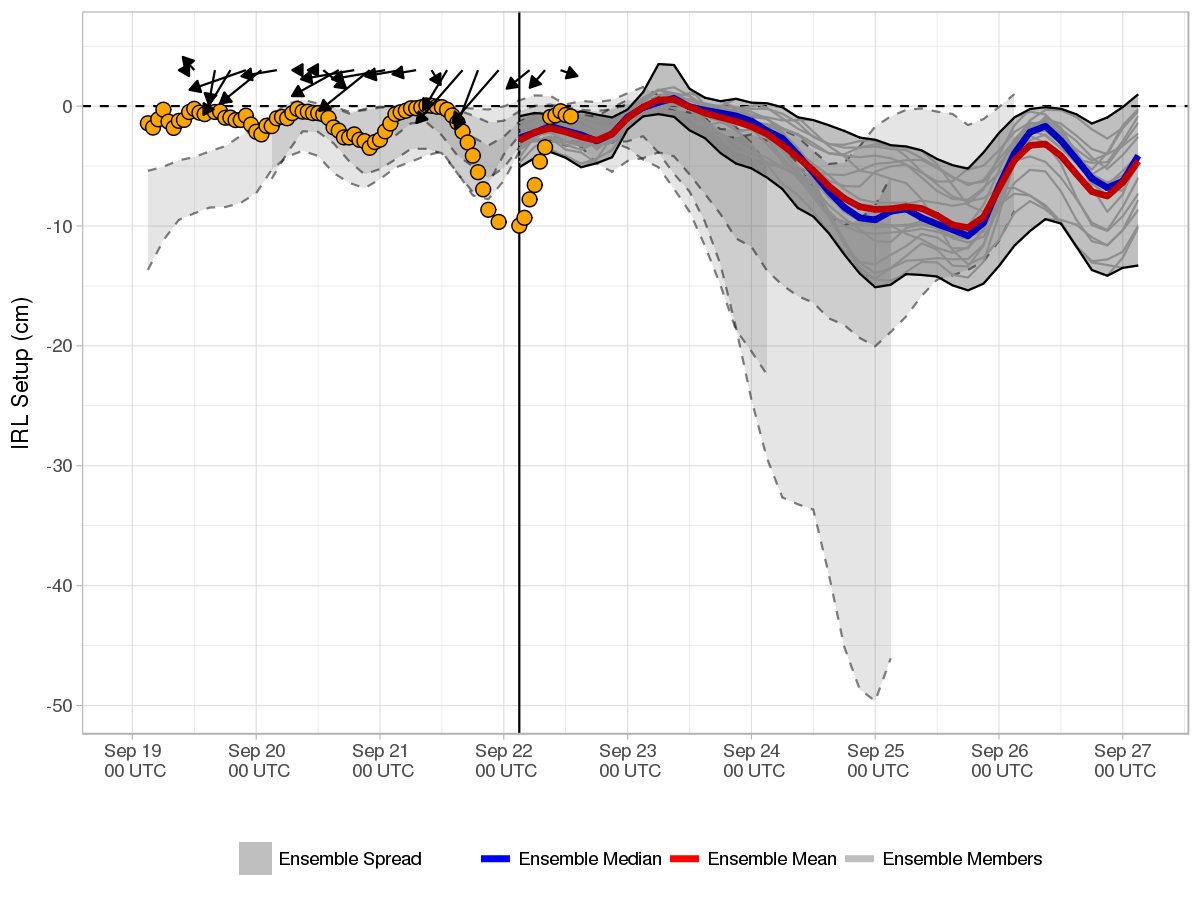 IRL Setup (cm)
0
-10
-20
-30
-40
-50
Sep 19 Sep 20 Sep 21 Sep 22 Sep 23 Sep 24 Sep 25 Sep 26 Sep 27
00 UTC 00 UTC 00 UTC 00 UTC 00 UTC 00 UTC 00 UTC 00 UTC 00 UTC
Ensemble Spread Ensemble Median Ensemble Mean Ensemble Members